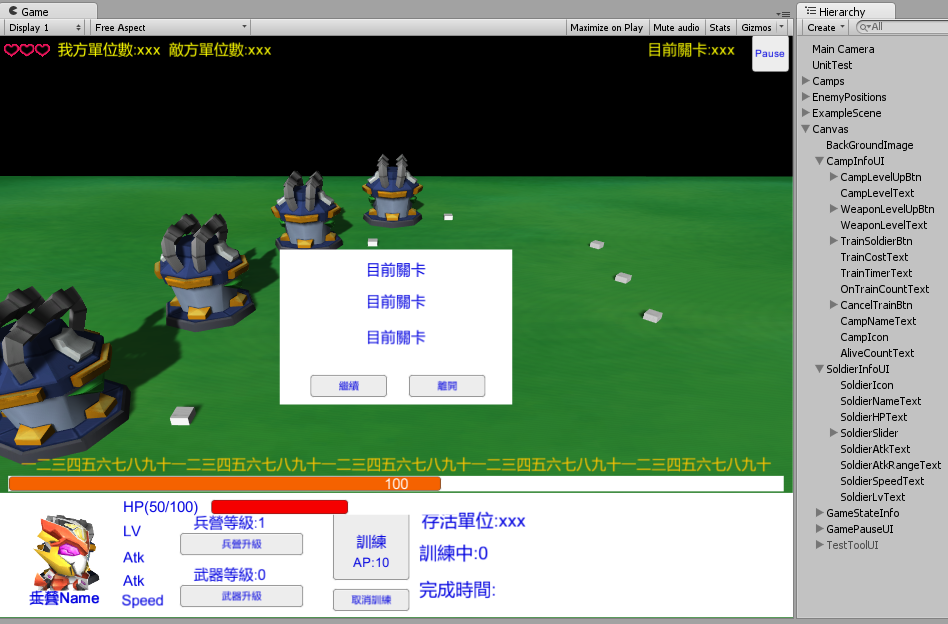 Game
Hierarchy
Display 1
Free Aspect
Maximize on Play
Mute audio
Stats
Gizmos
Create
All
我方單位數:xxx
敵方單位數:xxx
目前關卡:xxx
Pause
目前關卡
目前關卡
目前關卡
繼續
離開
一二三四五六七八九十一二三四五六七八九十一二三四五六七八九十一二三四五六七八九十一二三四五六七八九十
100
HP(50/100)
LV
Atk
Atk
Speed
兵營Name
兵營等級:1
兵營升級
武器等級:0
武器升級
訓練
AP:10
取消訓練
存活單位:xxx
訓練中:0
完成時間:
Main Camera
UnitTest
Camps
EnemyPositions
ExampleScene
Canvas
BackGroundImage
CampInfoUI
CampLevelUpBtn
CampLevelText
WeaponLevelUpBtn
WeaponLevelText
TrainSoldierBtn
TrainCostText
TrainTimerText
OnTrainCountText
CancelTrainBtn
CampNameText
CampIcon
AliveCountText
SoldierInfoUI
SoldierIcon
SoldierNameText
SoldierHPText
SoldierSlider
SoldierAtkText
SoldierAtkRangeText
SoldierSpeedText
SoldierLvText
GameStateInfo
GamePauseUI
TestToolUI